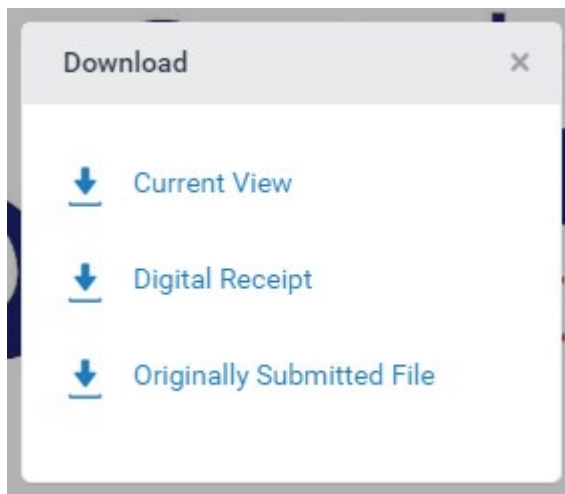 Download
Current View
Digital Receipt
Originally Submitted File